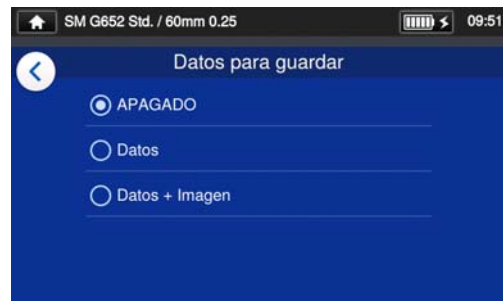 SM G652 Std. / 60mm 0.25 09:51
Datos para guardar
APAGADO
Datos
Datos + Imagen